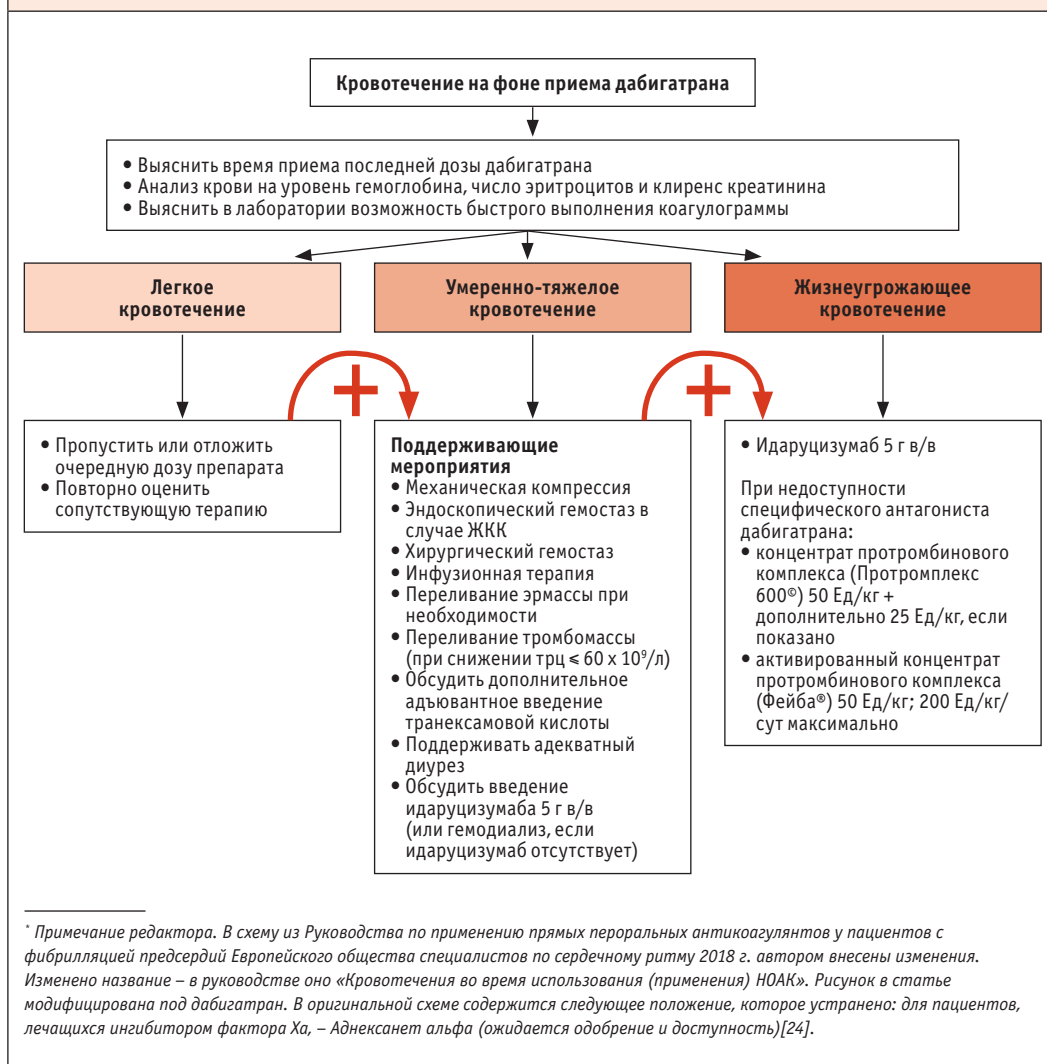 Кровотечение на фоне приема дабигатрана
• Выяснить время приема последней дозы дабигатрана
• Анализ крови на уровень гемоглобина, число эритроцитов и клиренс креатинина
• Выяснить в лаборатории возможность быстрого выполнения коагулограммы
Легкое
кровотечение
Умеренно-тяжелое
кровотечение
Жизнеугрожающее
кровотечение
+
+
• Пропустить или отложить
очередную дозу препарата
• Повторно оценить
сопутствующую терапию
Поддерживающие
мероприятия
• Механическая компрессия
• Эндоскопический гемостаз в
случае ЖКК
• Хирургический гемостаз
• Инфузионная терапия
• Переливание эрмассы при
необходимости
• Переливание тромбомассы
(при снижении трц ⩽ 60 x 10⁹/л)
• Обсудить дополнительное
адъювантное введение
транексамовой кислоты
• Поддерживать адекватный
диурез
• Обсудить введение
идаруцизумаба 5 г в/в
(или гемодиализ, если
идаруцизумаб отсутствует)
• Идаруцизумаб 5 г в/в
При недоступности
специфического антагониста
дабигатрана:
• концентрат протромбинового
комплекса (Протромплекс
600©) 50 Ед/кг +
дополнительно 25 Ед/кг, если
показано
• активированный концентрат
протромбинового комплекса
(Фейба®) 50 Ед/кг; 200 Ед/кг/
сут максимально
* Примечание редактора. В схему из Руководства по применению прямых пероральных антикоагулянтов у пациентов с
фибрилляцией предсердий Европейского общества специалистов по сердечному ритму 2018 г. автором внесены изменения.
Изменено название – в руководстве оно «Кровотечения во время использования (применения) НОАК». Рисунок в статье
модифицирована под дабигатран. В оригинальной схеме содержится следующее положение, которое устранено: для пациентов,
лечащихся ингибитором фактора Ха, – Аднексанет альфа (ожидается одобрение и доступность)[24].